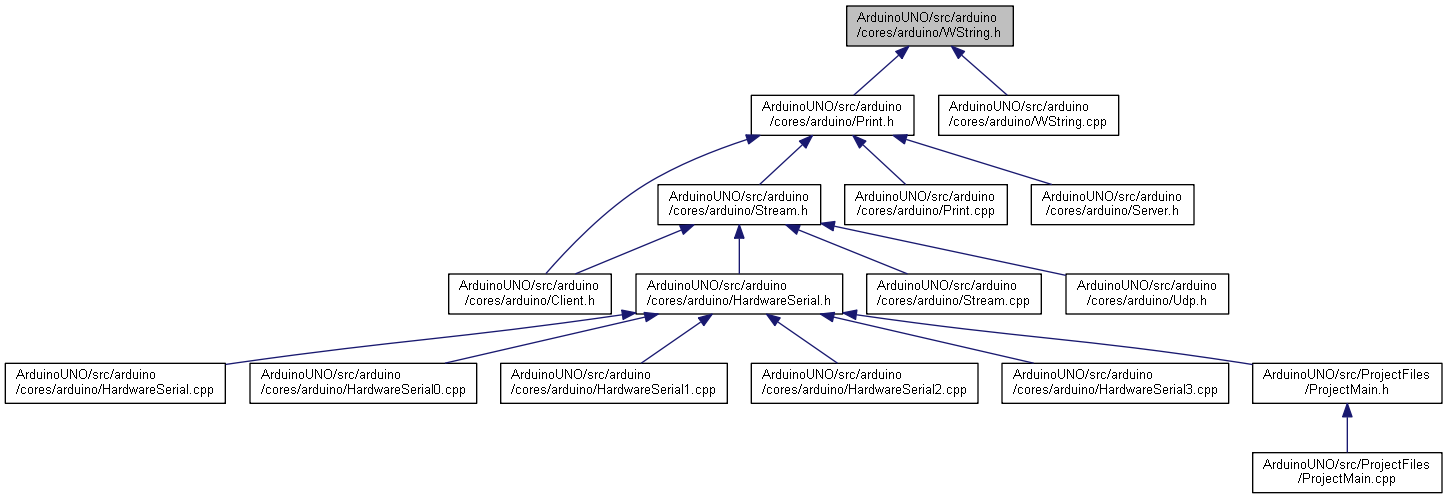 ArduinoUNO/src/arduino
/cores/arduino/WString.h
ArduinoUNO/src/arduino
/cores/arduino/Print.h
ArduinoUNO/src/arduino
/cores/arduino/WString.cpp
ArduinoUNO/src/arduino
/cores/arduino/Stream.h
ArduinoUNO/src/arduino
/cores/arduino/Print.cpp
ArduinoUNO/src/arduino
/cores/arduino/Server.h
ArduinoUNO/src/arduino
/cores/arduino/Client.h
ArduinoUNO/src/arduino
/cores/arduino/HardwareSerial.h
ArduinoUNO/src/arduino
/cores/arduino/Stream.cpp
ArduinoUNO/src/arduino
/cores/arduino/Udp.h
ArduinoUNO/src/arduino
/cores/arduino/HardwareSerial.cpp
ArduinoUNO/src/arduino
/cores/arduino/HardwareSerial0.cpp
ArduinoUNO/src/arduino
/cores/arduino/HardwareSerial1.cpp
ArduinoUNO/src/arduino
/cores/arduino/HardwareSerial2.cpp
ArduinoUNO/src/arduino
/cores/arduino/HardwareSerial3.cpp
ArduinoUNO/src/ProjectFiles
/ProjectMain.h
ArduinoUNO/src/ProjectFiles
/ProjectMain.cpp